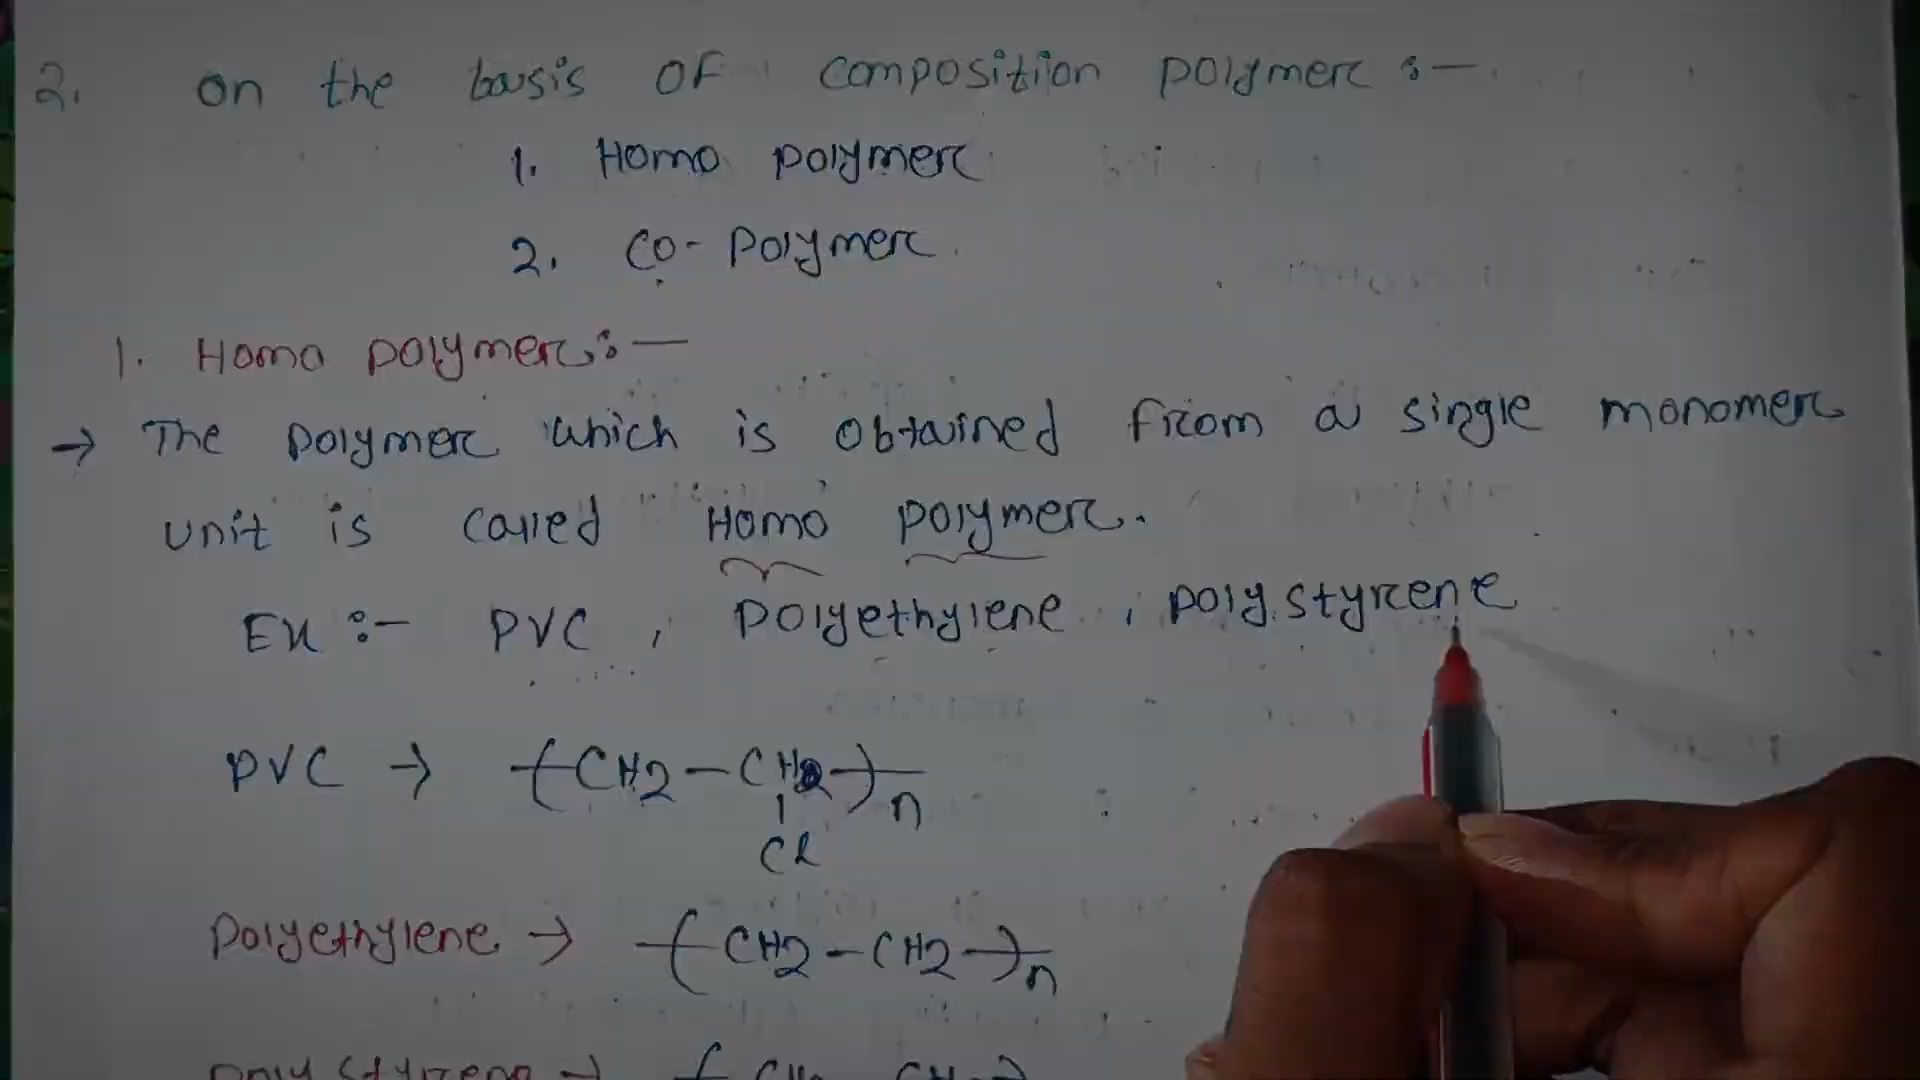 2. on the basis of composition polymer :-
1. Homo polymer
2. Co-polymer.
1. Homo polymer :-
→ The polymer which is obtained from a single monomer
unit is called Homo polymer.
Ex :- PVC, polyethylene, polystyrene
PVC → -(CH2-CH-)n
Cl
polyethylene → -(CH2-CH2-)n
poly styrene →